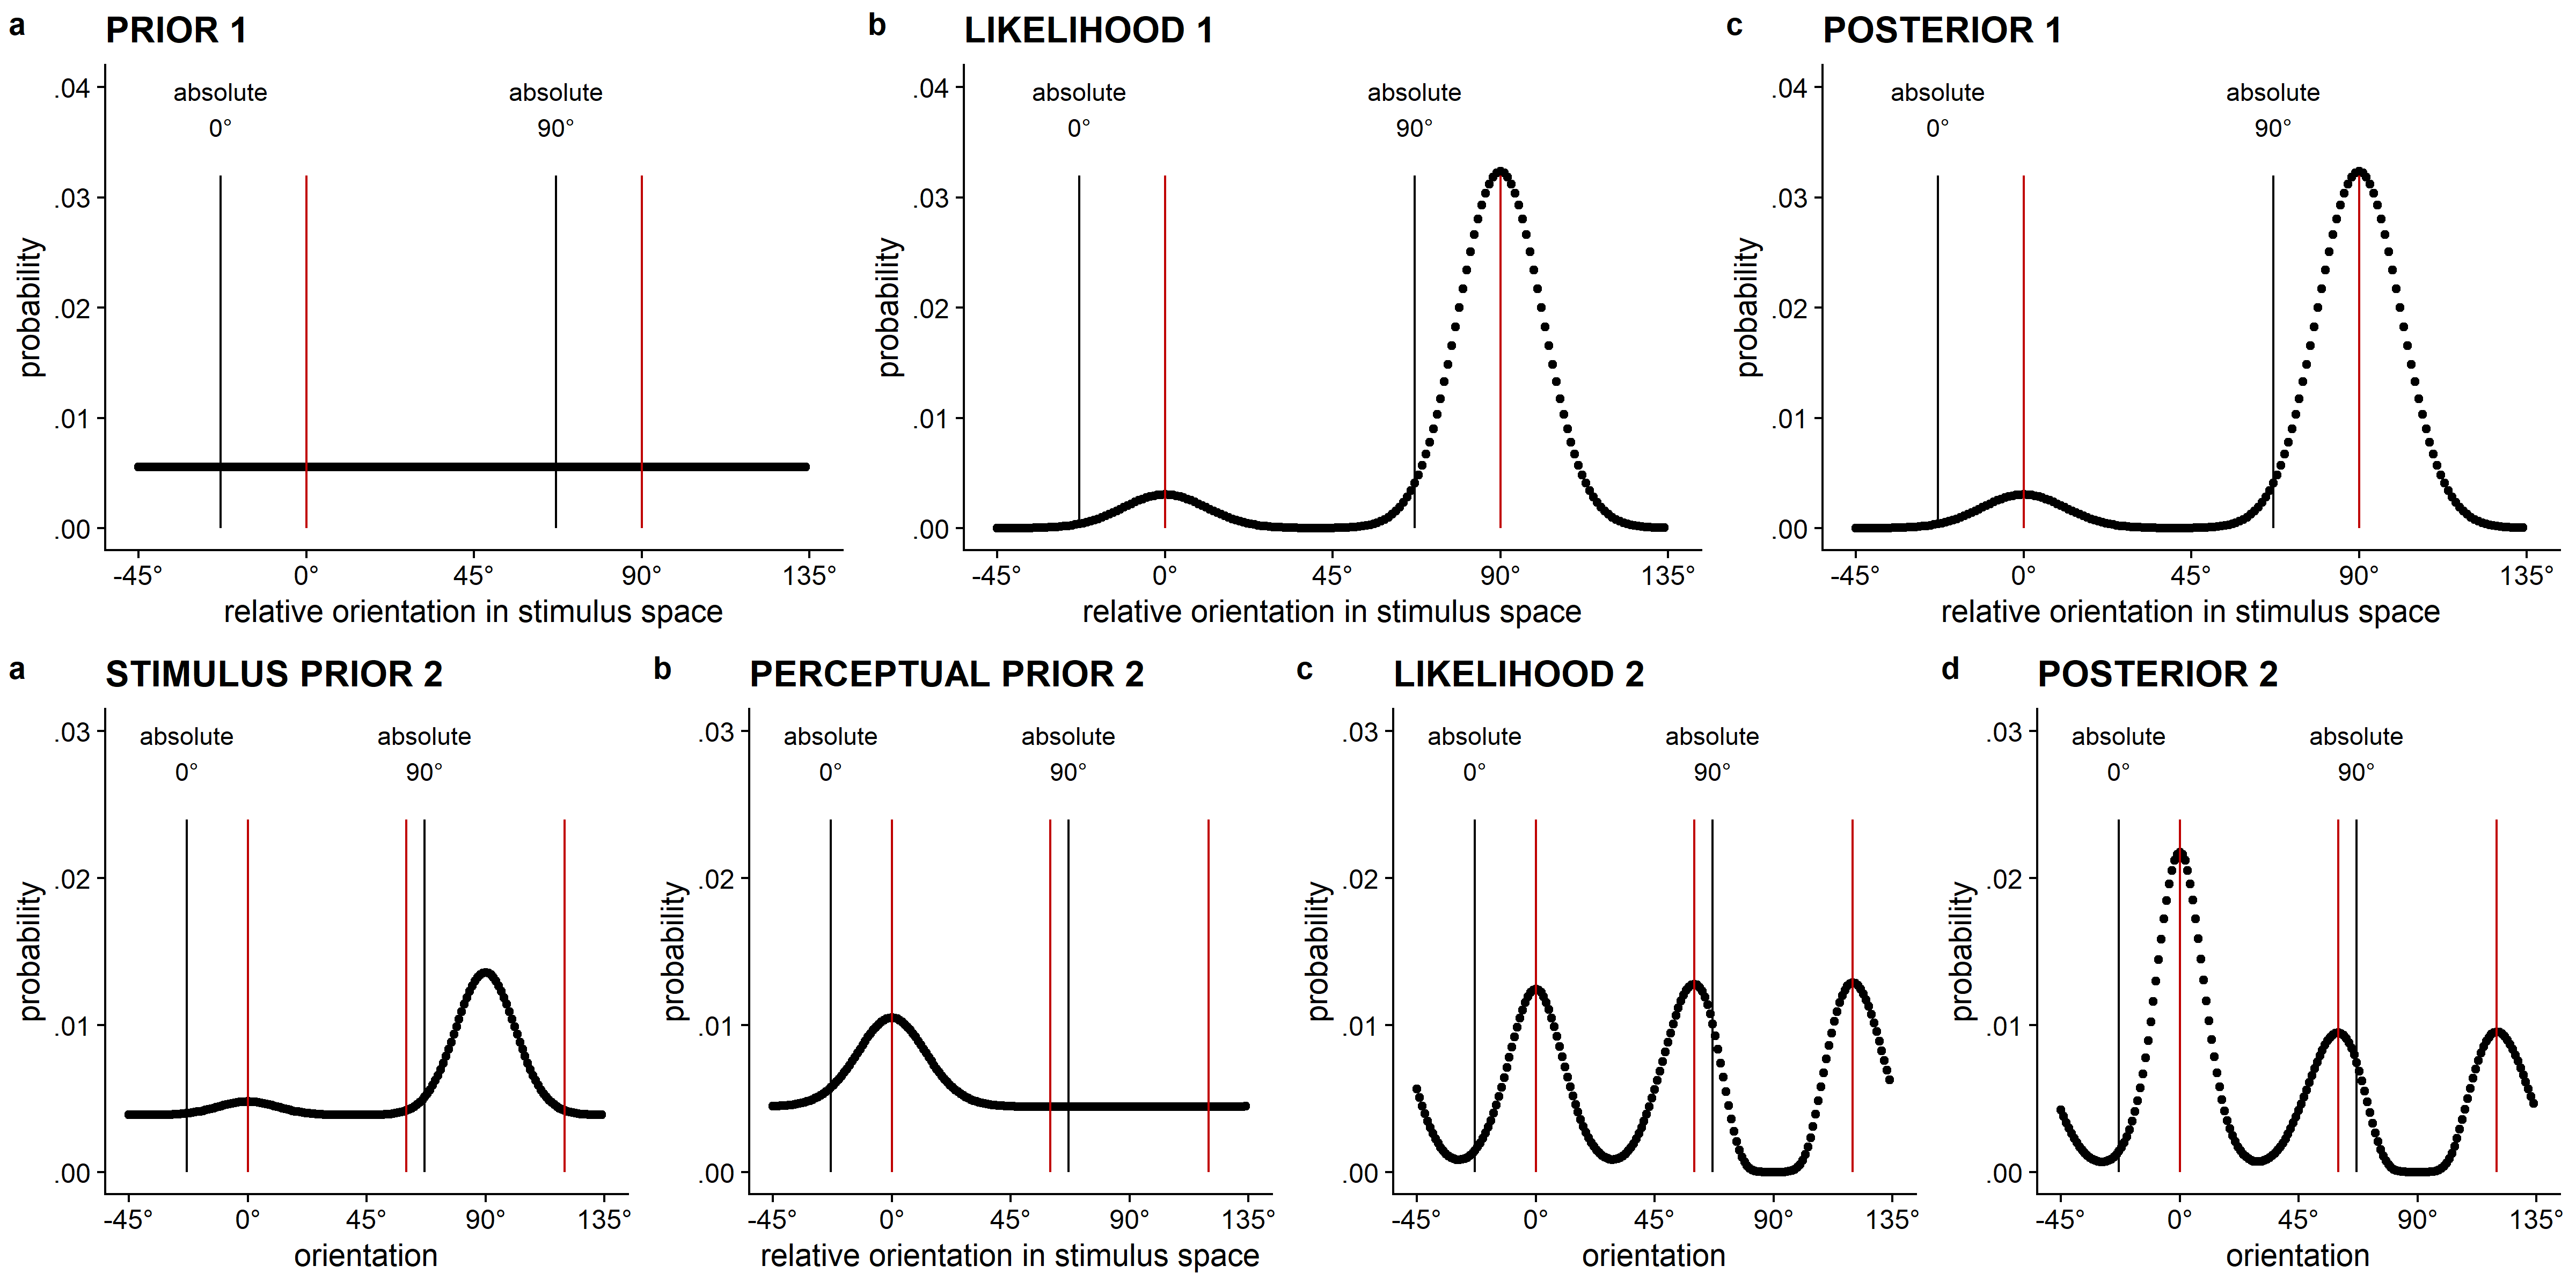 a PRIOR 1
absolute 0°
absolute 90°
.04
.03
.02
.01
.00
probability
-45° 0° 45° 90° 135°
relative orientation in stimulus space
b LIKELIHOOD 1
absolute 0°
absolute 90°
.04
.03
.02
.01
.00
probability
-45° 0° 45° 90° 135°
relative orientation in stimulus space
c POSTERIOR 1
absolute 0°
absolute 90°
.04
.03
.02
.01
.00
probability
-45° 0° 45° 90° 135°
relative orientation in stimulus space
a STIMULUS PRIOR 2
absolute 0°
absolute 90°
.03
.02
.01
.00
probability
-45° 0° 45° 90° 135°
orientation
b PERCEPTUAL PRIOR 2
absolute 0°
absolute 90°
.03
.02
.01
.00
probability
-45° 0° 45° 90° 135°
relative orientation in stimulus space
c LIKELIHOOD 2
absolute 0°
absolute 90°
.03
.02
.01
.00
probability
-45° 0° 45° 90° 135°
orientation
d POSTERIOR 2
absolute 0°
absolute 90°
.03
.02
.01
.00
probability
-45° 0° 45° 90° 135°
orientation